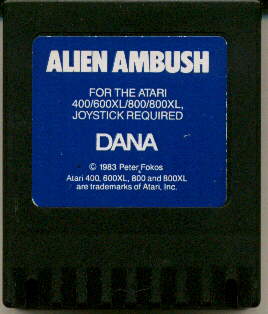 ALIEN AMBUSH
FOR THE ATARI
400/600XL/800/800XL,
JOYSTICK REQUIRED
DANA
© 1983 Peter Fokos
Atari 400, 600XL, 800 and 800XL
are trademarks of Atari, Inc.